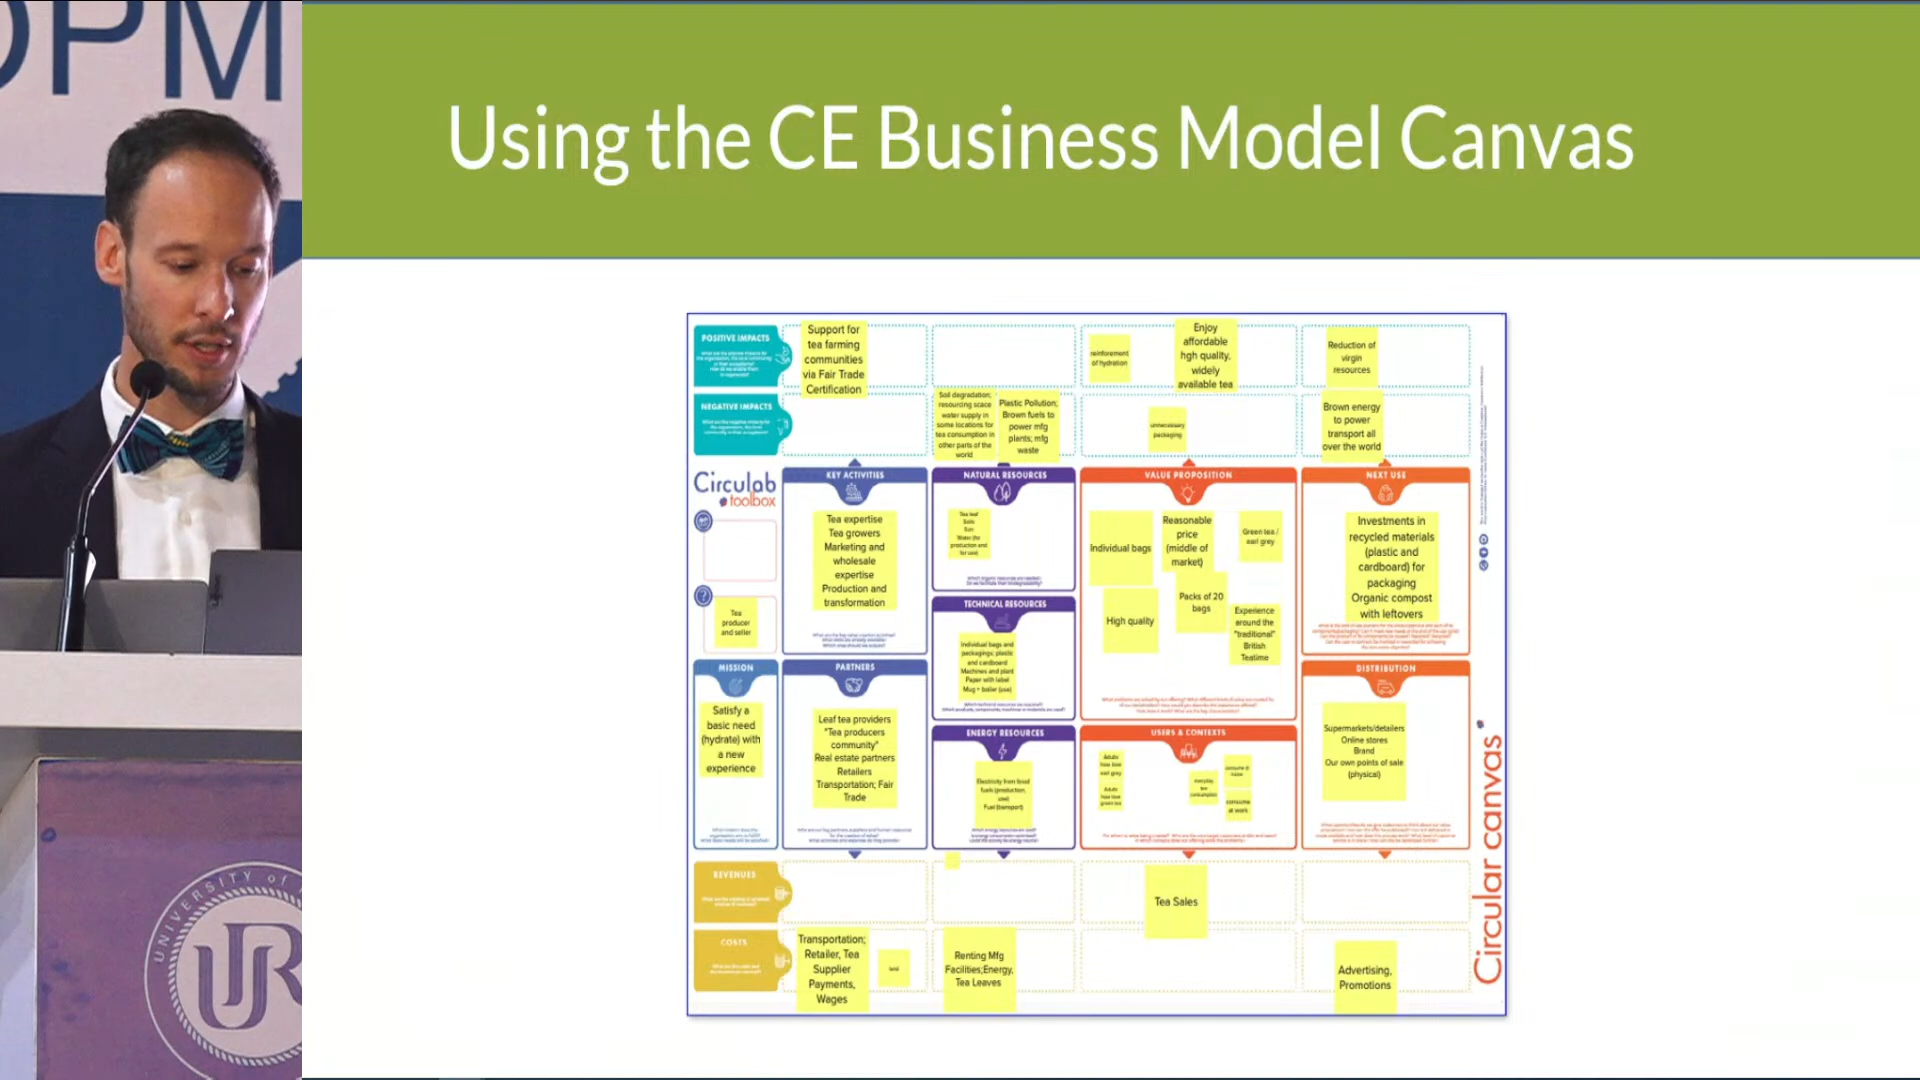 OPM
Using the CE Business Model Canvas
POSITIVE IMPACTS
Support for
tea farming
communities
via Fair Trade
Certification
reinforement
of hydration
Enjoy
affordable
hgh quality,
widely
available tea
Reduction of
virgin
resources
NEGATIVE IMPACTS
Soil degradation;
resourcing scace
water supply in
some locations for
tea consumption in
other parts of the
world
Plastic Pollution;
Brown fuels to
power mfg
plants; mfg
waste
unnecessary
packaging
Brown energy
to power
transport all
over the world
Circulab
toolbox
?
Tea
producer
and seller
MISSION
Satisfy a
basic need
(hydrate) with
a new
experience
KEY ACTIVITIES
Tea expertise
Tea growers
Marketing and
wholesale
expertise
Production and
transformation
PARTNERS
Leaf tea providers
"Tea producers
community"
Real estate partners
Retailers
Transportation; Fair
Trade
NATURAL RESOURCES
Tea leaf
Soils
Sun
Water (for
production and
for use)
TECHNICAL RESOURCES
Individual bags and
packagings: plastic
and cardboard
Machines and plant
Paper with label
Mug + boiler (use)
ENERGY RESOURCES
Electricity from fossil
fuels (production,
use)
Fuel (transport)
VALUE PROPOSITION
Individual bags
Reasonable
price
(middle of
market)
Green tea /
earl grey
High quality
Packs of 20
bags
Experience
around the
"traditional"
British
Teatime
USERS & CONTEXTS
Adults
how love
earl grey
Adults
how love
green tea
everyday
tea
consumption
consume @
home
consume
at work
NEXT USE
Investments in
recycled materials
(plastic and
cardboard) for
packaging
Organic compost
with leftovers
DISTRIBUTION
Supermarkets/detailers
Online stores
Brand
Our own points of sale
(physical)
REVENUES
Tea Sales
COSTS
Transportation;
Retailer, Tea
Supplier
Payments,
Wages
Renting Mfg
Facilities;Energy,
Tea Leaves
Advertising,
Promotions
Circular canvas
UNIVERSITY of
UR